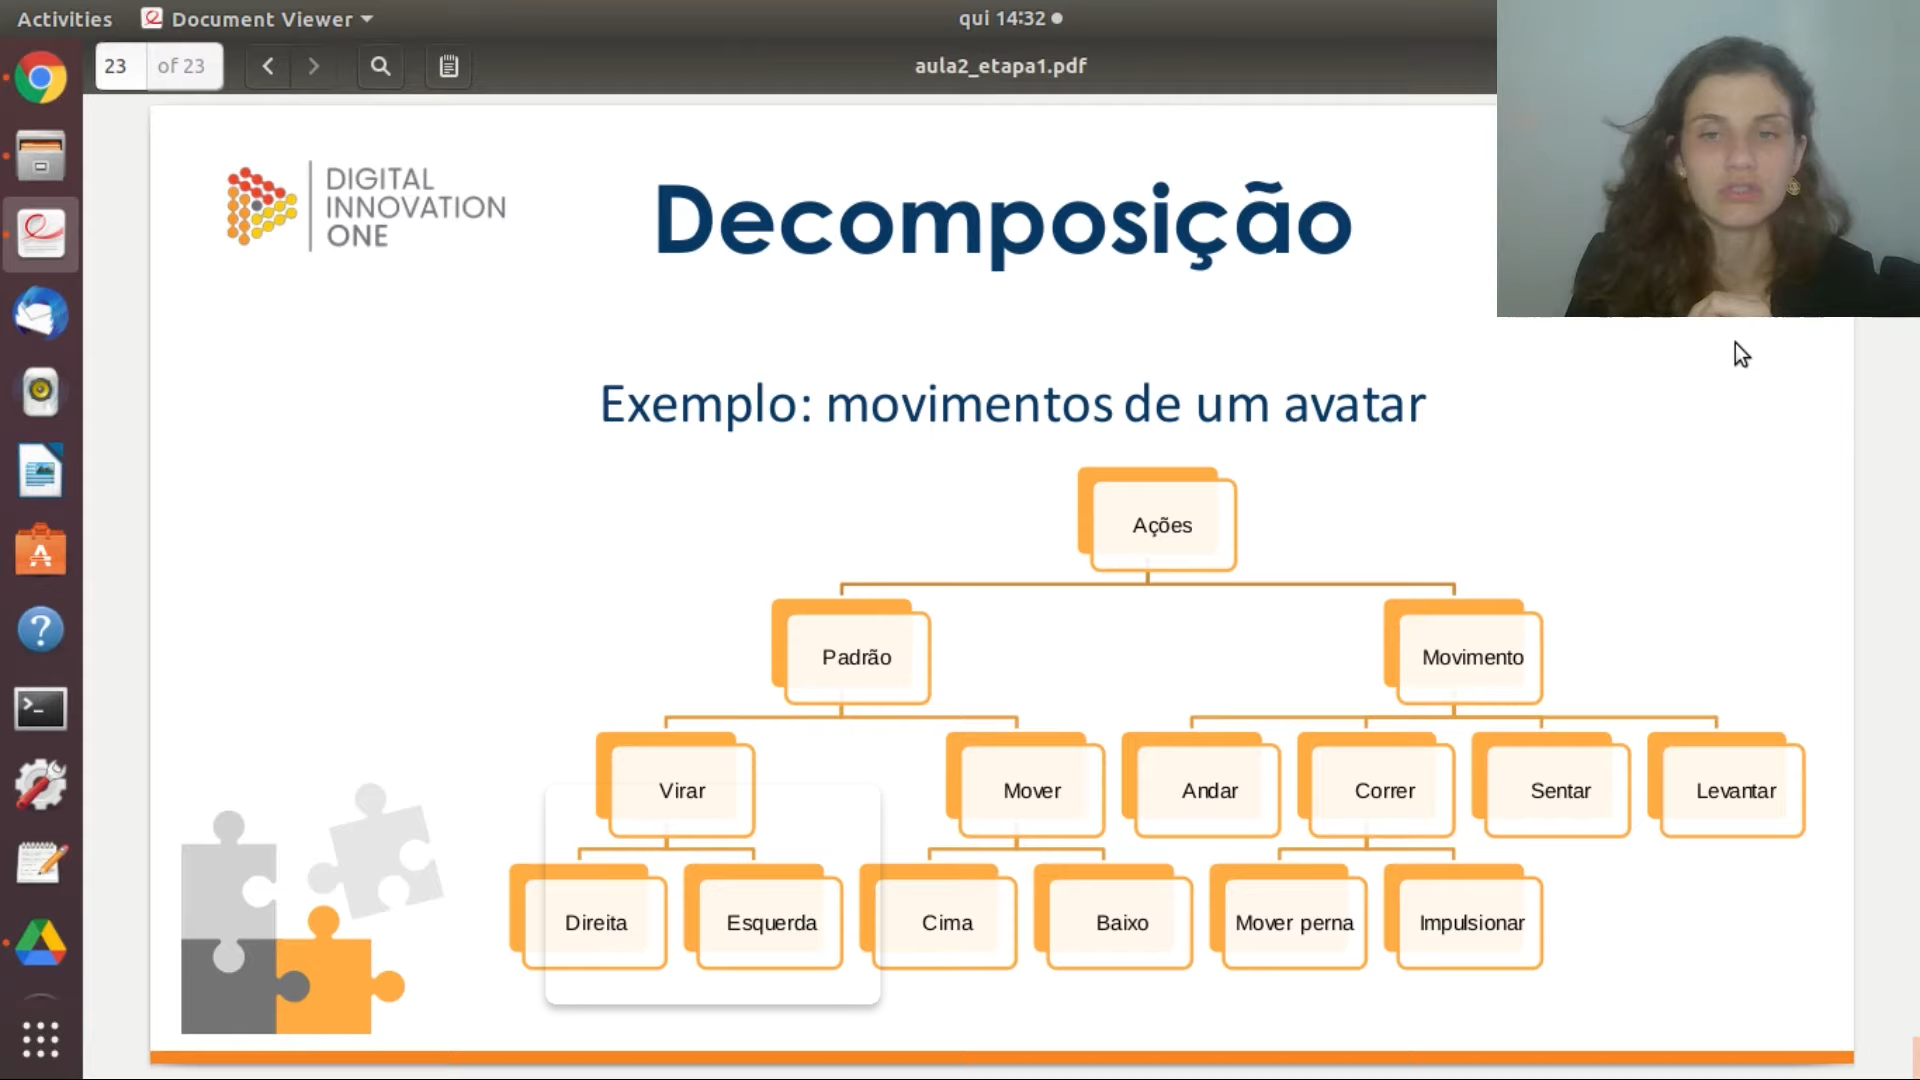 Activities
Document Viewer
qui 14:32
23 of 23
aula2_etapa1.pdf
DIGITAL
INNOVATION
ONE
Decomposição
Exemplo: movimentos de um avatar
Ações
Padrão
Movimento
Virar
Mover
Andar
Correr
Sentar
Levantar
Direita
Esquerda
Cima
Baixo
Mover perna
Impulsionar